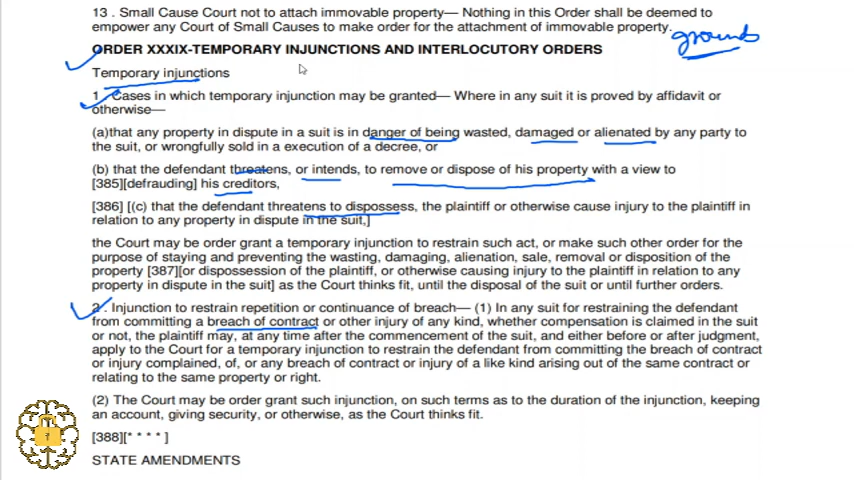 13 . Small Cause Court not to attach immovable property— Nothing in this Order shall be deemed to
empower any Court of Small Causes to make order for the attachment of immovable property.
grounds
ORDER XXXIX-TEMPORARY INJUNCTIONS AND INTERLOCUTORY ORDERS
Temporary injunctions
1 . Cases in which temporary injunction may be granted— Where in any suit it is proved by affidavit or
otherwise—
(a)that any property in dispute in a suit is in danger of being wasted, damaged or alienated by any party to
the suit, or wrongfully sold in a execution of a decree, or
(b) that the defendant threatens, or intends, to remove or dispose of his property with a view to
[385][defrauding] his creditors,
[386] [(c) that the defendant threatens to dispossess, the plaintiff or otherwise cause injury to the plaintiff in
relation to any property in dispute in the suit,]
the Court may be order grant a temporary injunction to restrain such act, or make such other order for the
purpose of staying and preventing the wasting, damaging, alienation, sale, removal or disposition of the
property [387][or dispossession of the plaintiff, or otherwise causing injury to the plaintiff in relation to any
property in dispute in the suit] as the Court thinks fit, until the disposal of the suit or until further orders.
2 . Injunction to restrain repetition or continuance of breach— (1) In any suit for restraining the defendant
from committing a breach of contract or other injury of any kind, whether compensation is claimed in the suit
or not, the plaintiff may, at any time after the commencement of the suit, and either before or after judgment,
apply to the Court for a temporary injunction to restrain the defendant from committing the breach of contract
or injury complained, of, or any breach of contract or injury of a like kind arising out of the same contract or
relating to the same property or right.
(2) The Court may be order grant such injunction, on such terms as to the duration of the injunction, keeping
an account, giving security, or otherwise, as the Court thinks fit.
[388][* * * * ]
STATE AMENDMENTS